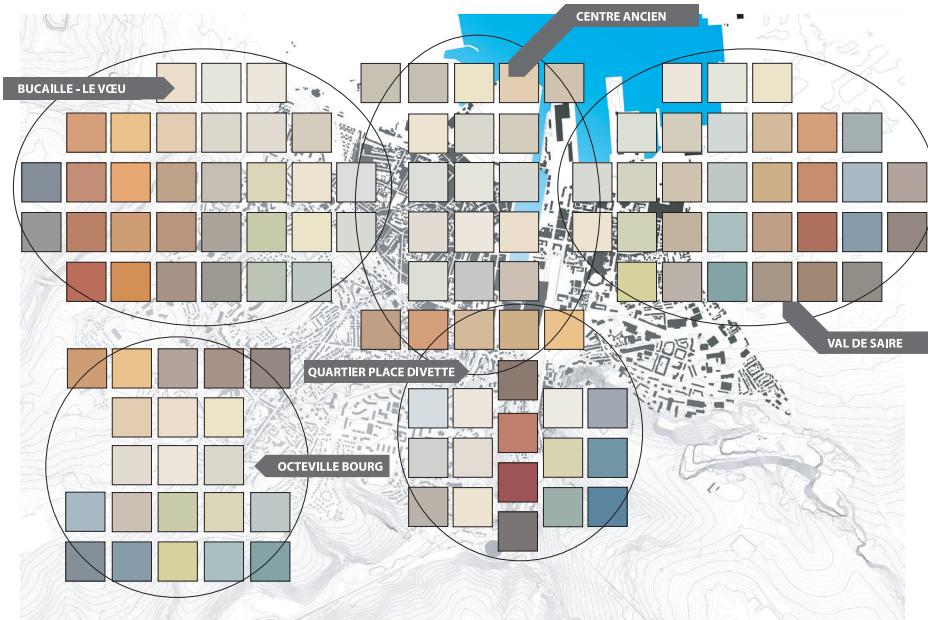 CENTRE ANCIEN
BUCAILLE - LE VŒU
VAL DE SAIRE
QUARTIER PLACE DIVETTE
OCTEVILLE BOURG